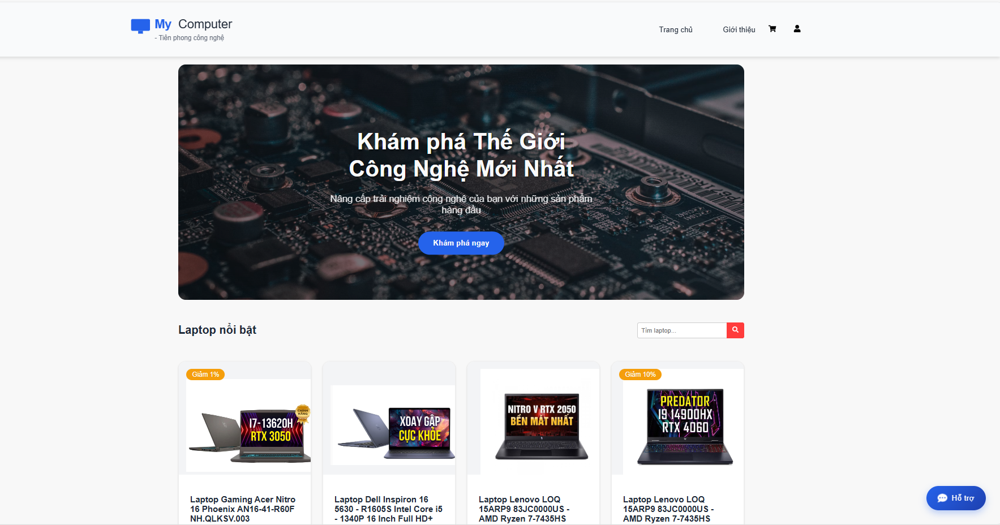 My Computer
- Tiên phong công nghệ
Trang chủ
Giới thiệu
Khám phá Thế Giới
Công Nghệ Mới Nhất
Nâng cấp trải nghiệm công nghệ của bạn với những sản phẩm
hàng đầu
Khám phá ngay
Laptop nổi bật
Tìm laptop...
Giảm 1%
CHÍNH
HÃNG
I7-13620H
RTX 3050
XOAY GẬP
CỰC KHỎE
NITRO V RTX 2050
BỀN MÁT NHẤT
Giảm 10%
PREDATOR
I9 14900HX
RTX 4060
Laptop Gaming Acer Nitro
16 Phoenix AN16-41-R60F
NH.QLKSV.003
Laptop Dell Inspiron 16
5630 - R1605S Intel Core i5
- 1340P 16 Inch Full HD+
Laptop Lenovo LOQ
15ARP9 83JC0000US -
AMD Ryzen 7-7435HS
Laptop Lenovo LOQ
15ARP9 83JC0000US -
AMD Ryzen 7-7435HS
Hỗ trợ